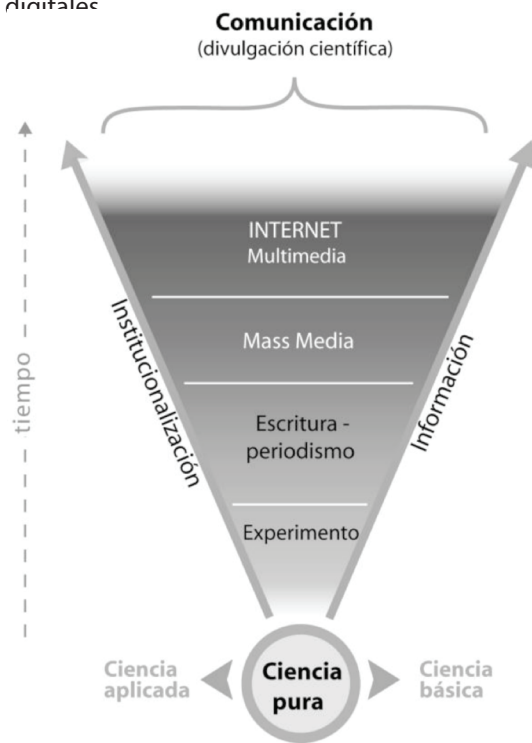 digitales
Comunicación
(divulgación científica)
INTERNET
Multimedia
Mass Media
Escritura -
periodismo
Experimento
Institucionalización
Información
tiempo
Ciencia
aplicada
Ciencia
pura
Ciencia
básica